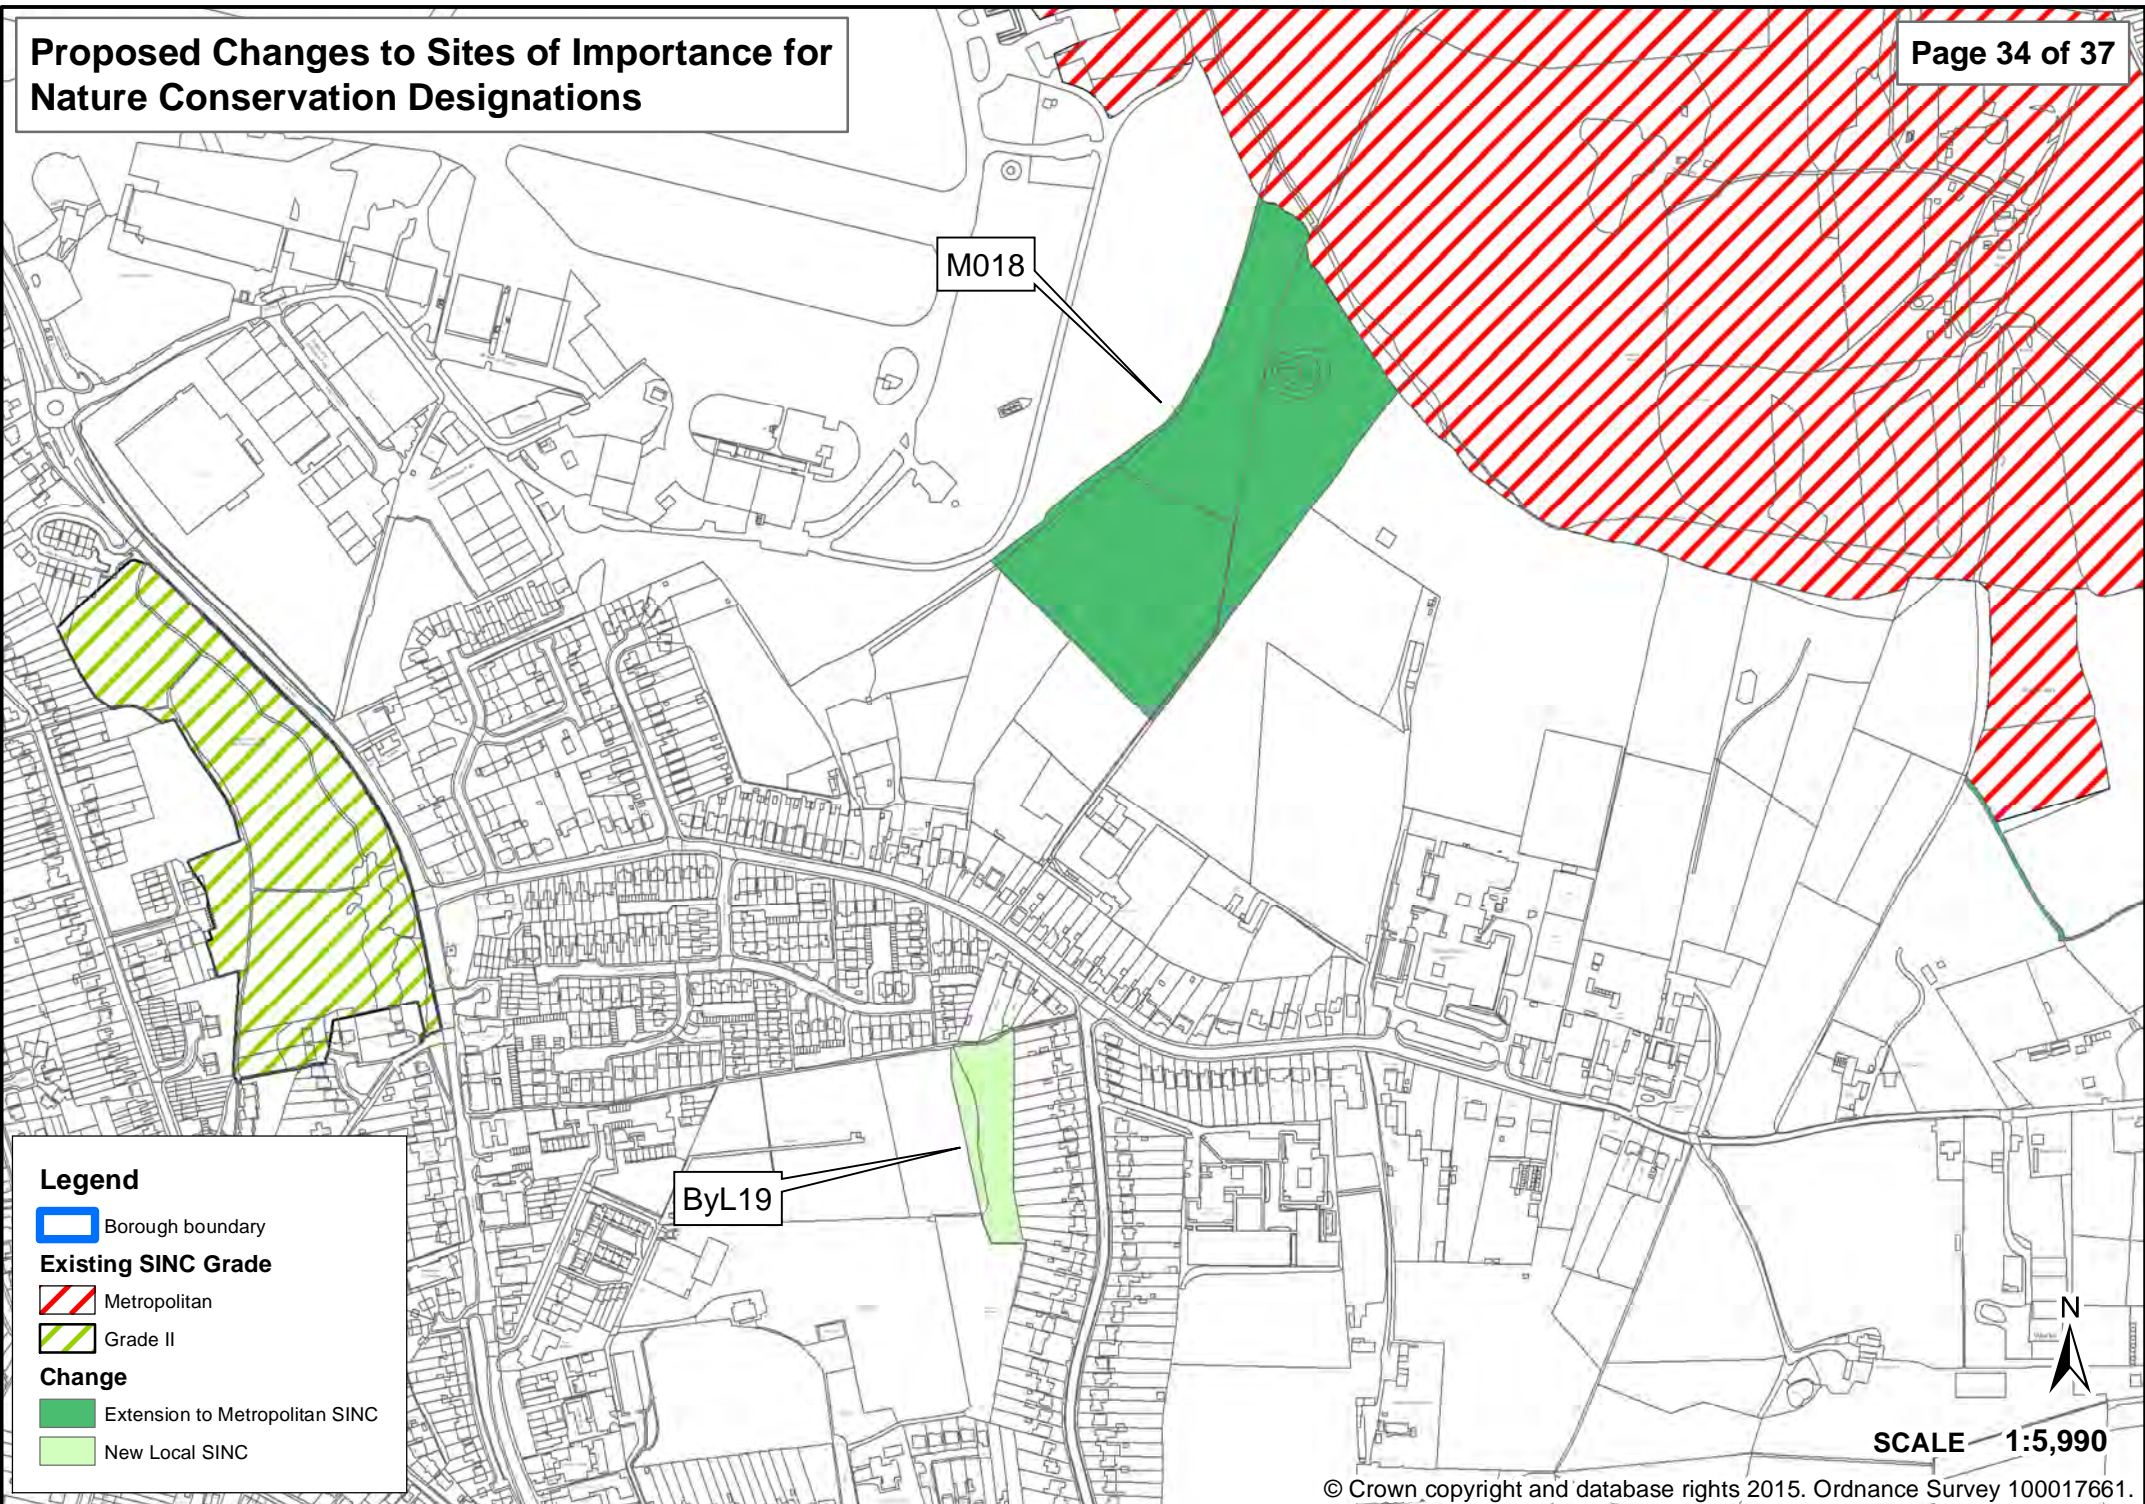 Proposed Changes to Sites of Importance for
Nature Conservation Designations
Page 34 of 37
M018
ByL19
Legend
Borough boundary
Existing SINC Grade
Metropolitan
Grade II
Change
Extension to Metropolitan SINC
New Local SINC
N
SCALE 1:5,990
© Crown copyright and database rights 2015. Ordnance Survey 100017661.